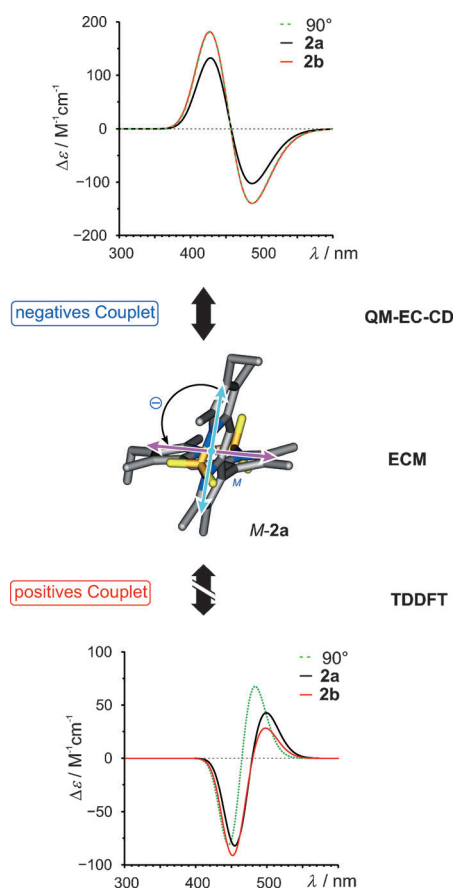 200
100
0
−100
−200
Δε / M⁻¹cm⁻¹
90°
2a
2b
300
400
500
λ / nm
negatives Couplet
QM-EC-CD
⊖
M
ECM
M-2a
positives Couplet
TDDFT
100
50
0
−50
−100
Δε / M⁻¹cm⁻¹
90°
2a
2b
300
400
500
λ / nm